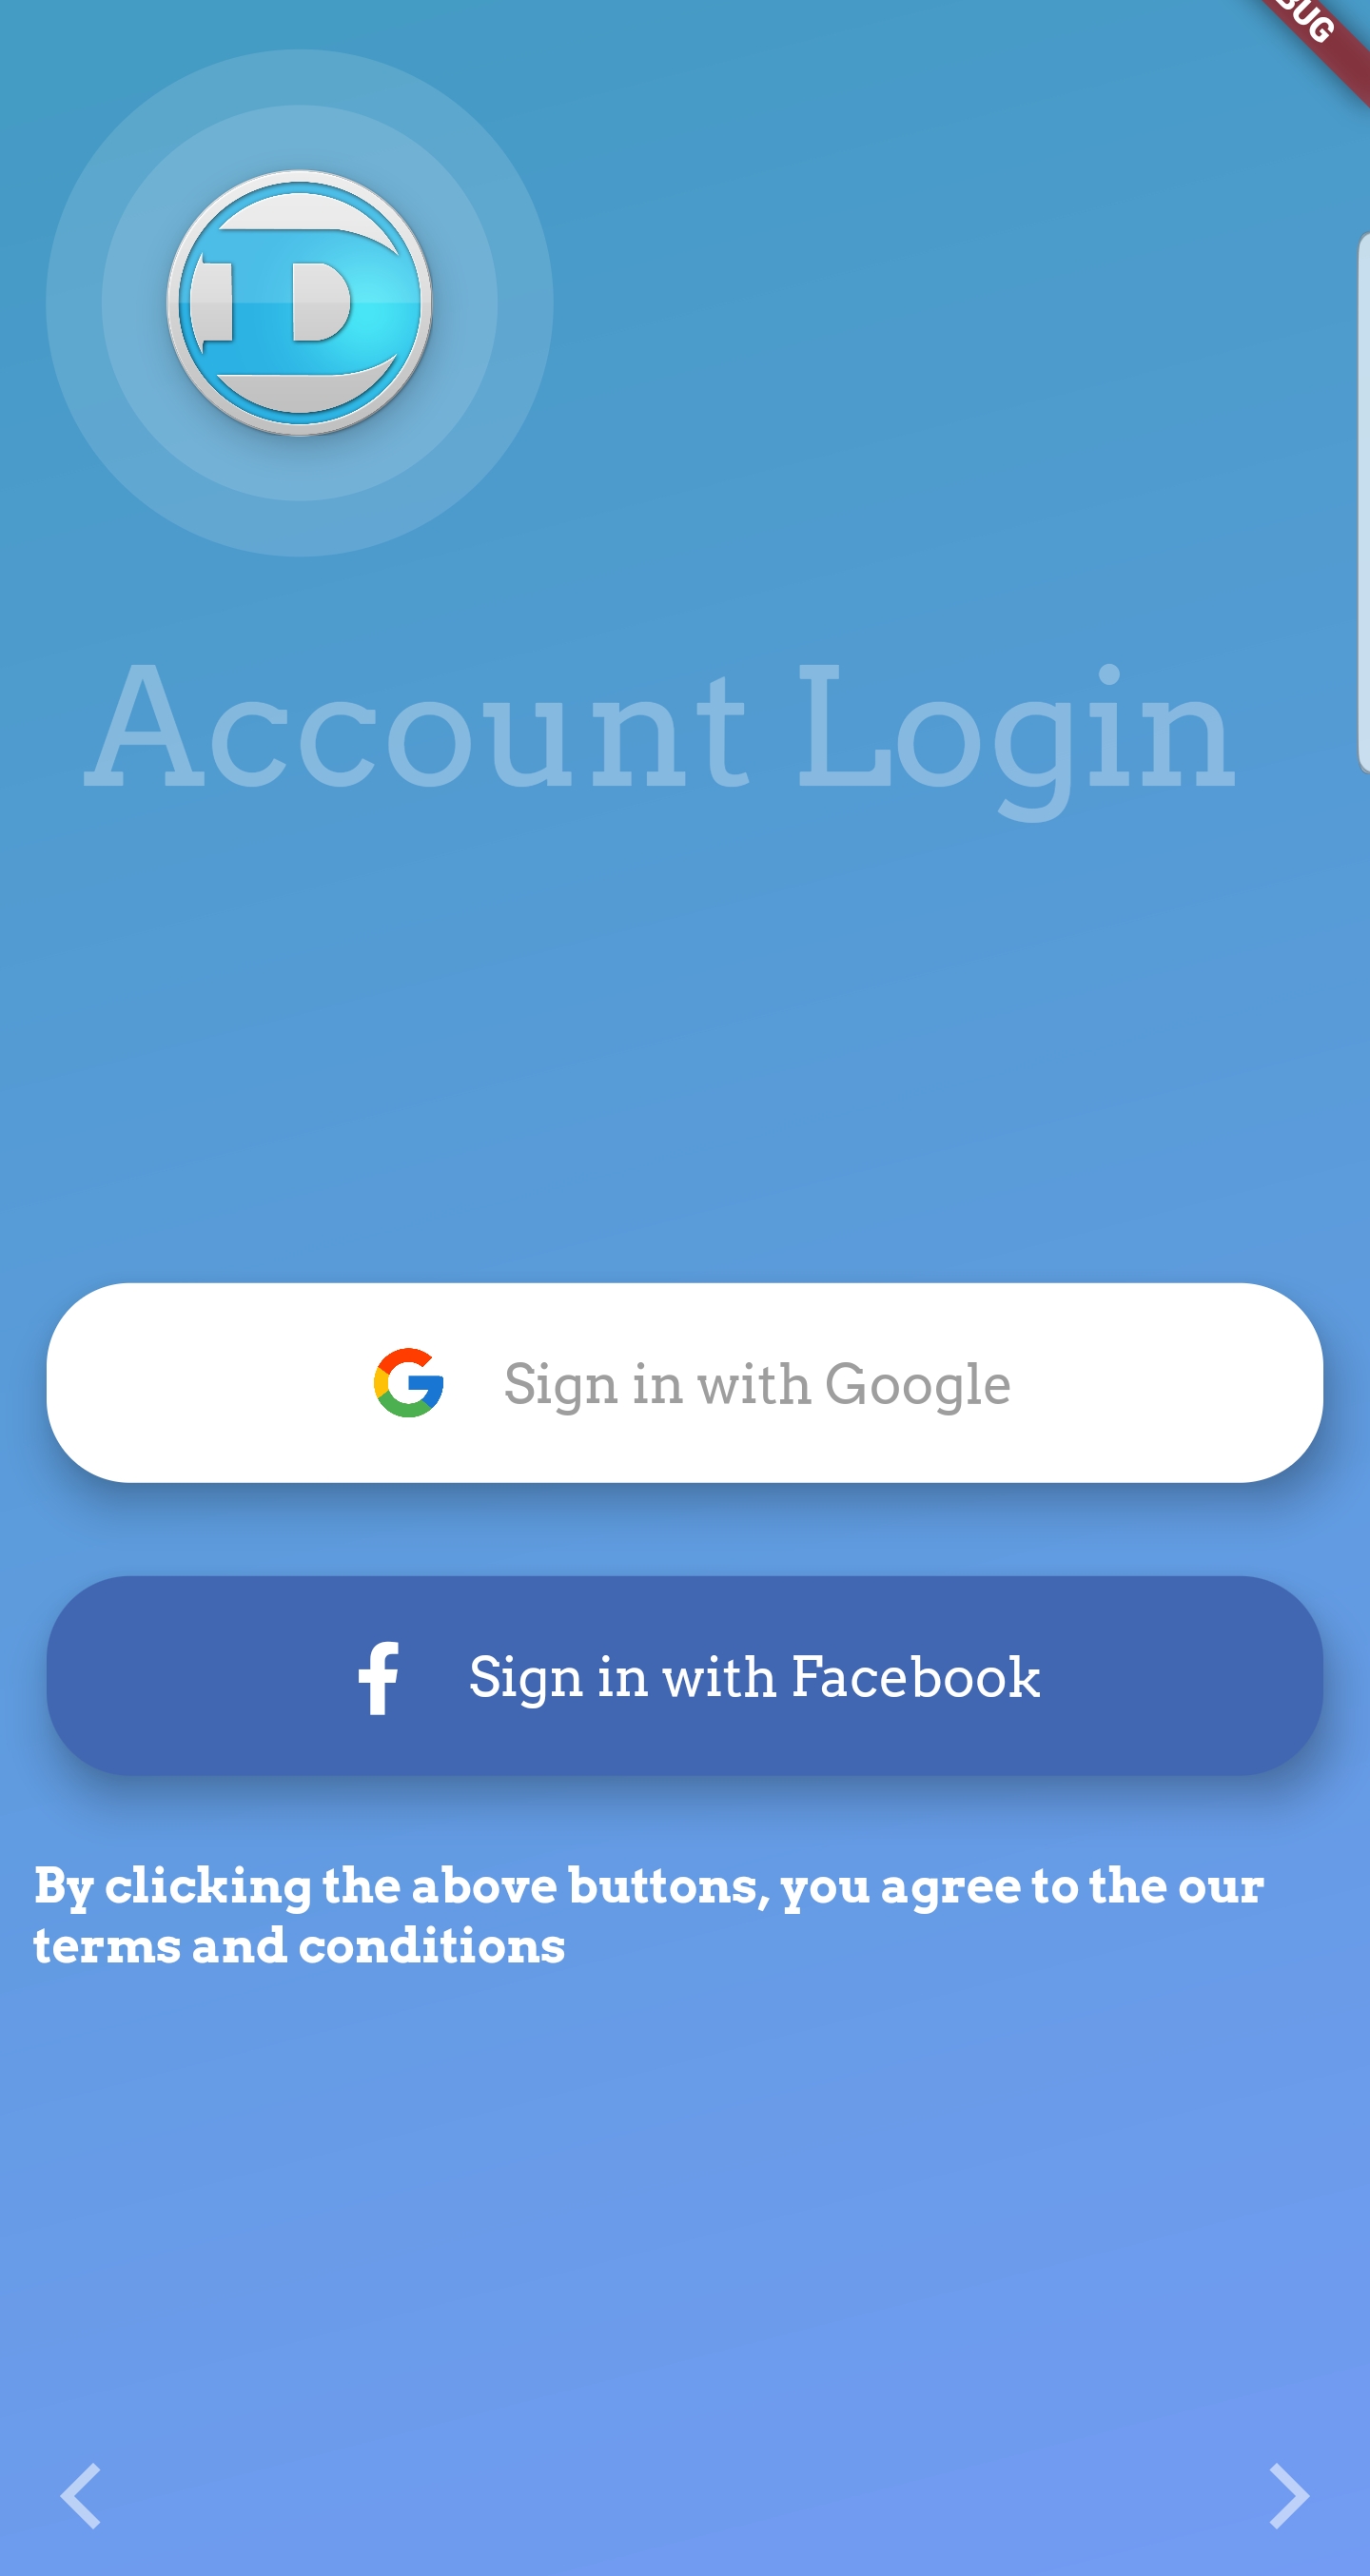 BUG
D
Account Login
Sign in with Google
Sign in with Facebook
By clicking the above buttons, you agree to the our
terms and conditions